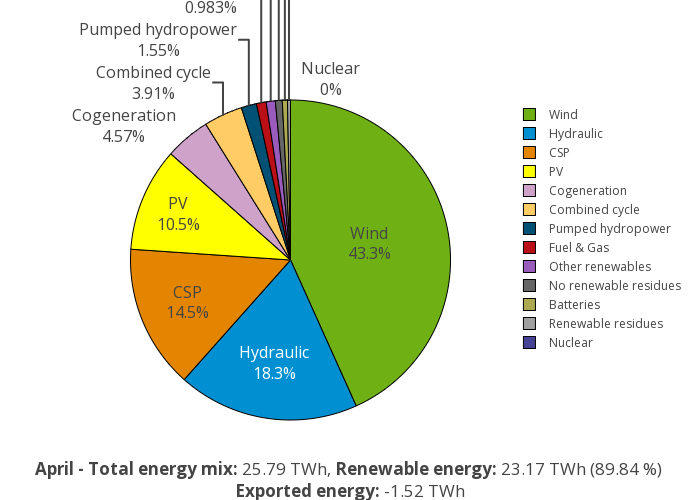 0.983%
Pumped hydropower
1.55%
Combined cycle
3.91%
Cogeneration
4.57%
Nuclear
0%
PV
10.5%
Wind
43.3%
CSP
14.5%
Hydraulic
18.3%
Wind
Hydraulic
CSP
PV
Cogeneration
Combined cycle
Pumped hydropower
Fuel & Gas
Other renewables
No renewable residues
Batteries
Renewable residues
Nuclear
April - Total energy mix: 25.79 TWh, Renewable energy: 23.17 TWh (89.84 %)
Exported energy: -1.52 TWh